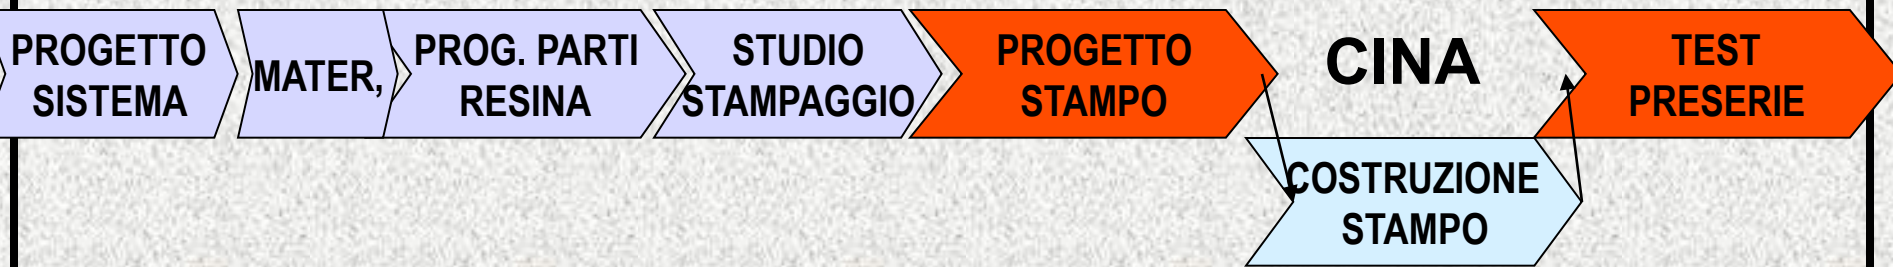 PROGETTO
SISTEMA
MATER,
PROG. PARTI
RESINA
STUDIO
STAMPAGGIO
PROGETTO
STAMPO
CINA
COSTRUZIONE
STAMPO
TEST
PRESERIE